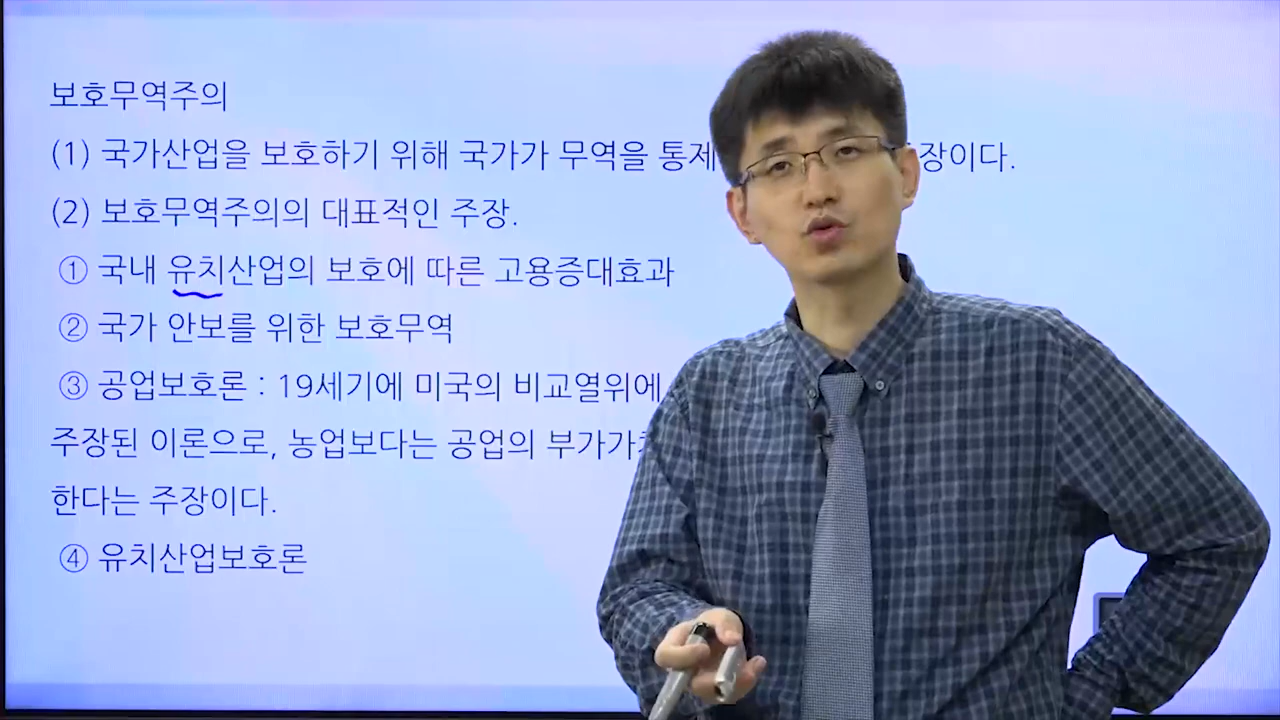 보호무역주의
(1) 국가산업을 보호하기 위해 국가가 무역을 통제 장이다.
(2) 보호무역주의의 대표적인 주장.
① 국내 유치산업의 보호에 따른 고용증대효과
② 국가 안보를 위한 보호무역
③ 공업보호론 : 19세기에 미국의 비교열위에
주장된 이론으로, 농업보다는 공업의 부가가
한다는 주장이다.
④ 유치산업보호론